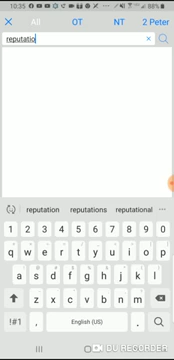 10:35 88%
All OT NT 2 Peter
reputatio
reputation reputations reputational
1 2 3 4 5 6 7 8 9 0
q w e r t y u i o p
a s d f g h j k l
z x c v b n m
!#1 , English (US) .
DU RECORDER